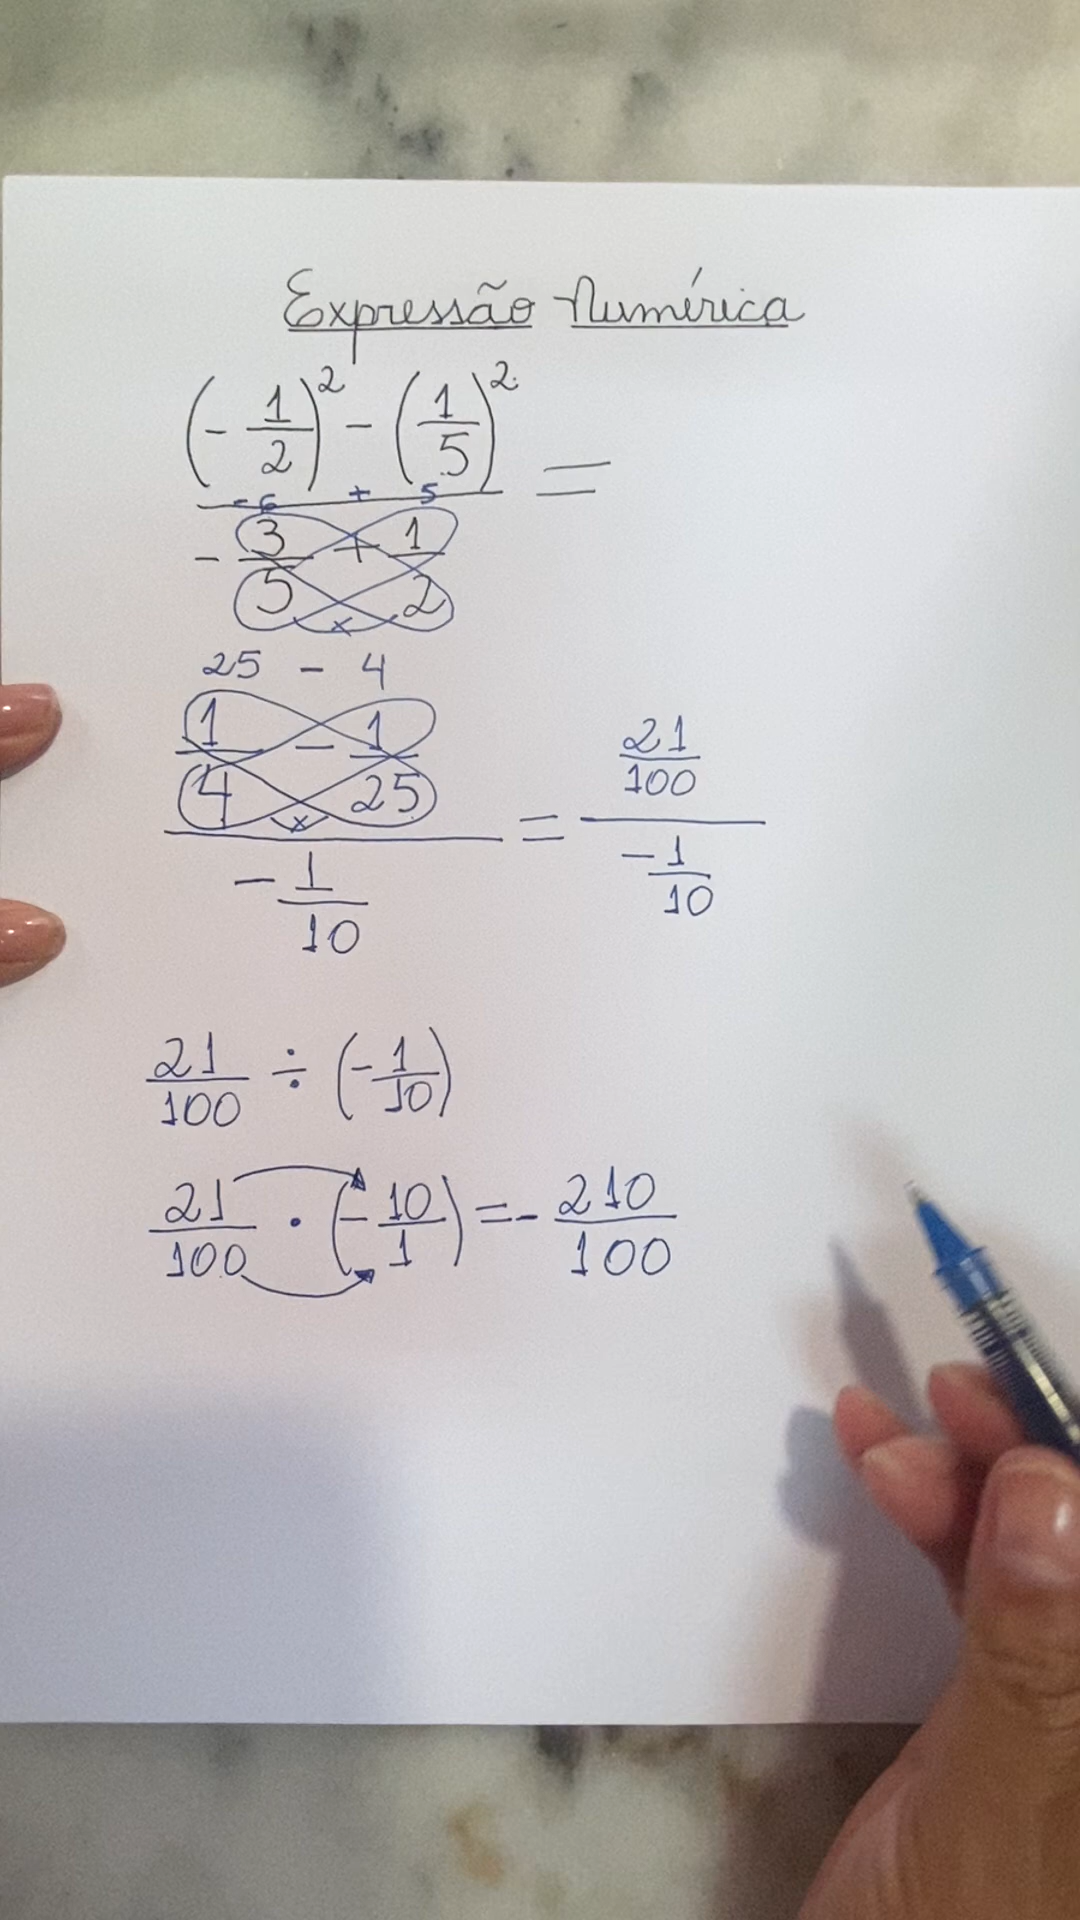 Expressão Numérica
(-1/2)² - (1/5)² =
-6 + 5
-3/5 + 1/2
x
25 - 4
1/4 - 1/25 = 21/100
x
-1/10 -1/10
21/100 ÷ (-1/10)
21/100 · (-10/1) = -210/100